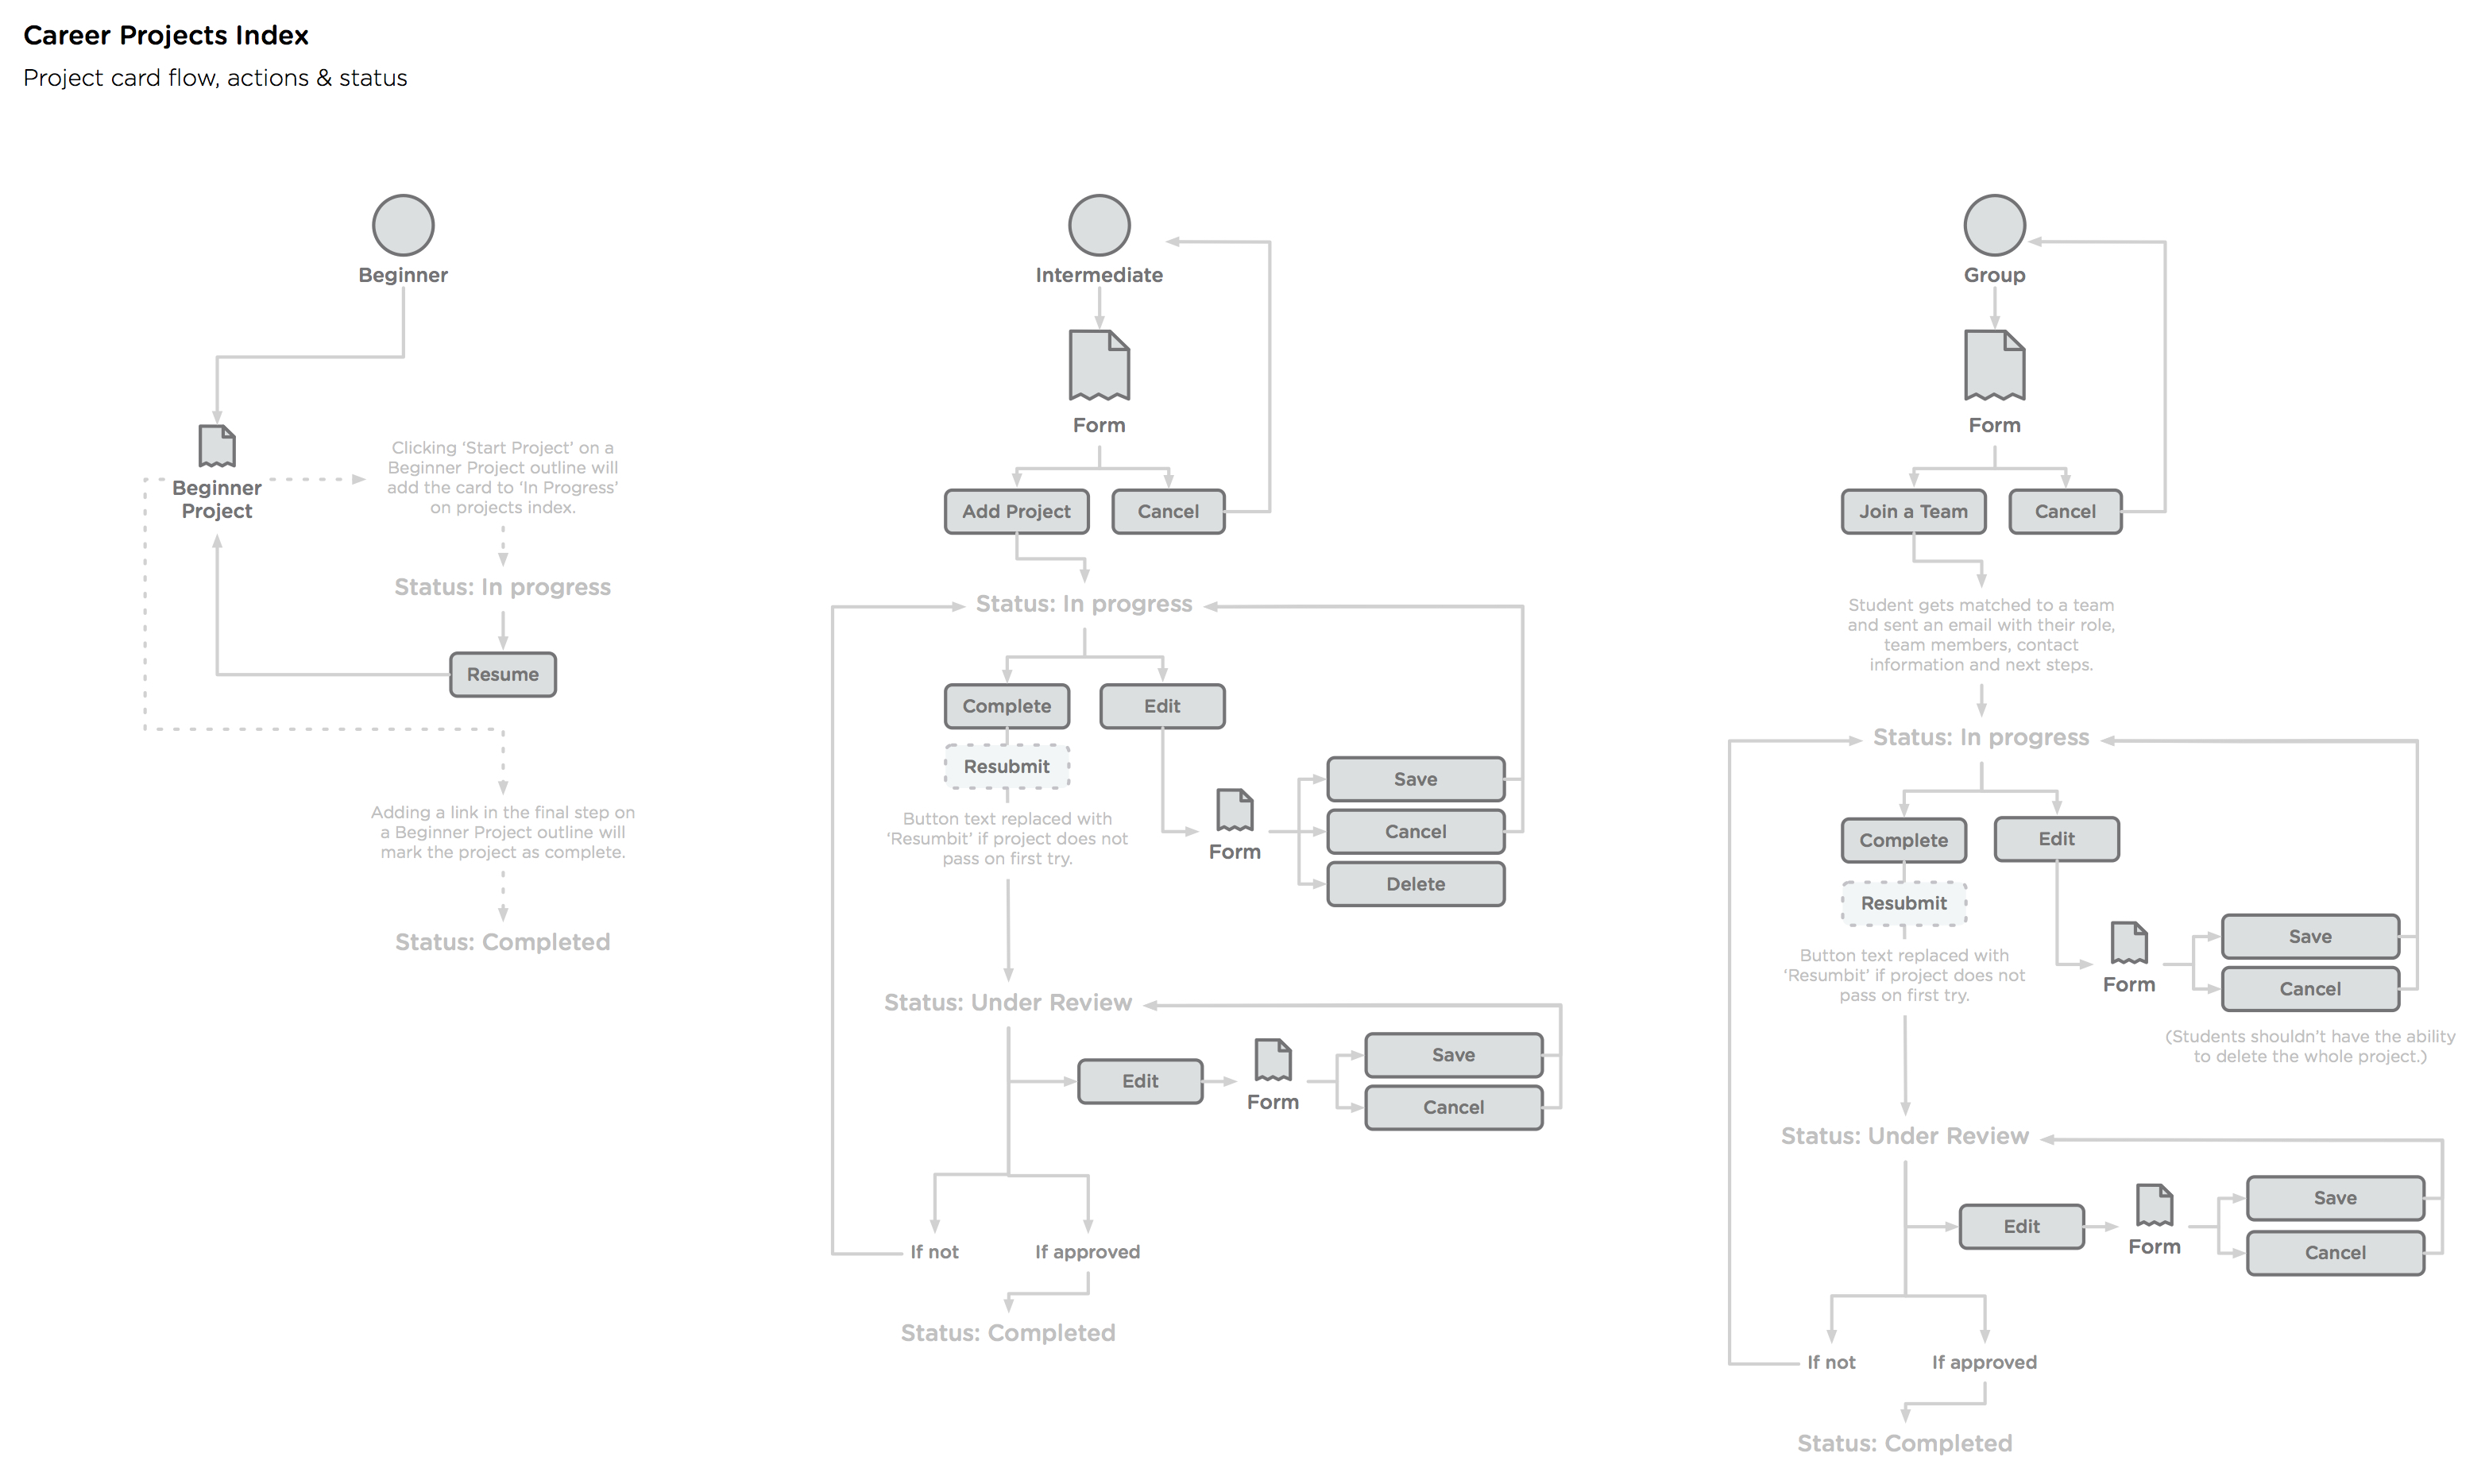 Career Projects Index
Project card flow, actions & status
Beginner
Beginner
Project
Clicking ‘Start Project’ on a
Beginner Project outline will
add the card to ‘In Progress’
on projects index.
Status: In progress
Resume
Adding a link in the final step on
a Beginner Project outline will
mark the project as complete.
Status: Completed
Intermediate
Form
Add Project
Cancel
Status: In progress
Complete
Edit
Resubmit
Button text replaced with
‘Resumbit’ if project does not
pass on first try.
Form
Save
Cancel
Delete
Status: Under Review
Edit
Form
Save
Cancel
If not
If approved
Status: Completed
Group
Form
Join a Team
Cancel
Student gets matched to a team
and sent an email with their role,
team members, contact
information and next steps.
Status: In progress
Complete
Edit
Resubmit
Button text replaced with
‘Resumbit’ if project does not
pass on first try.
Form
Save
Cancel
(Students shouldn’t have the ability
to delete the whole project.)
Status: Under Review
Edit
Form
Save
Cancel
If not
If approved
Status: Completed